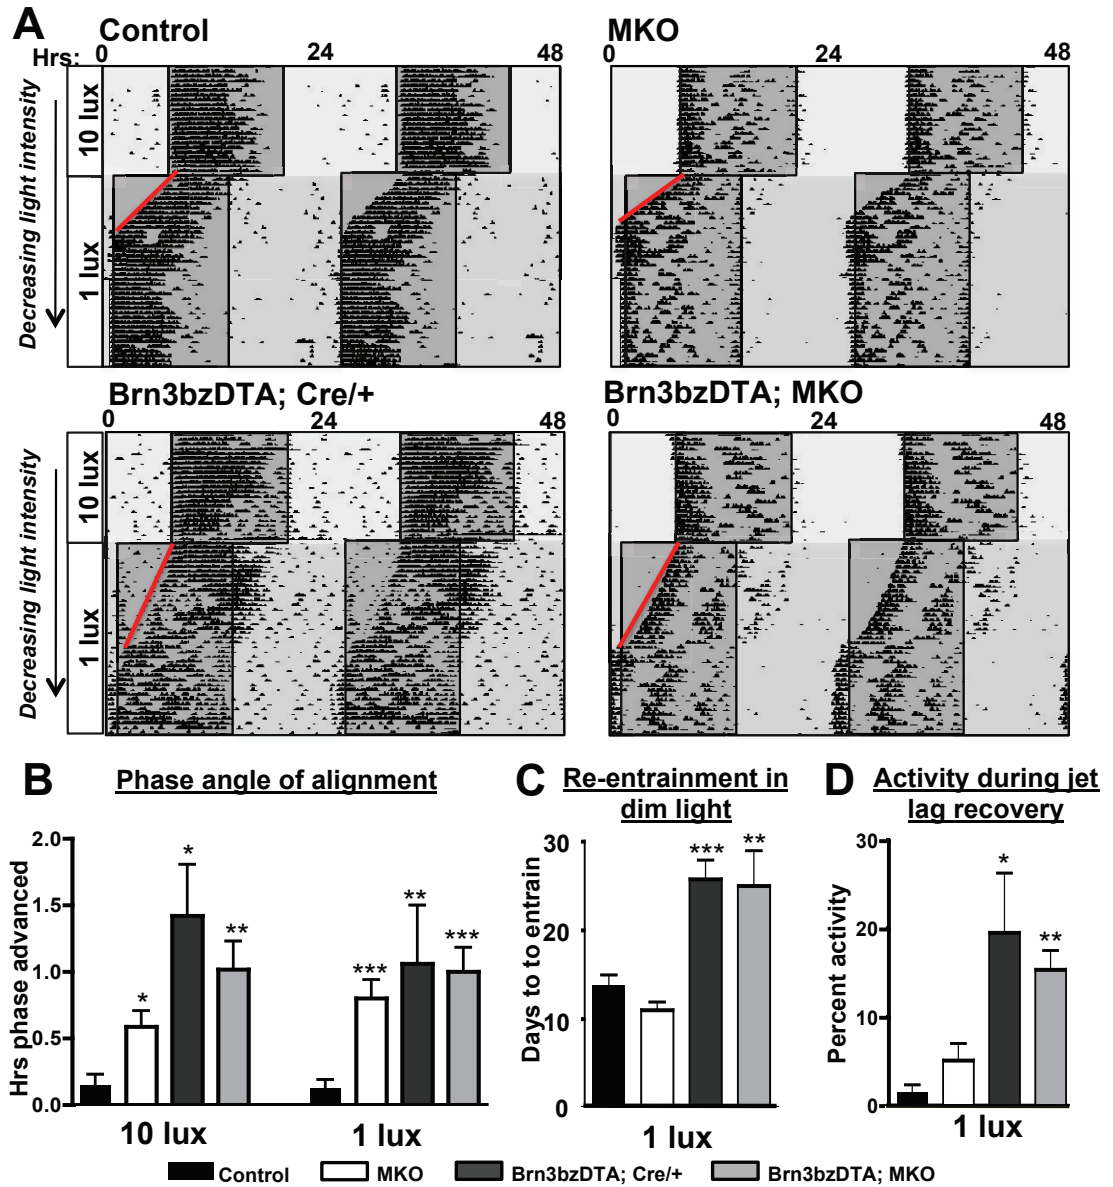 A
Control
MKO
Hrs: 0 24 48
0 24 48
Decreasing light intensity
10 lux
1 lux
Brn3bzDTA; Cre/+
Brn3bzDTA; MKO
0 24 48
0 24 48
Decreasing light intensity
10 lux
1 lux
B
Phase angle of alignment
Hrs phase advanced
2.0
1.5
1.0
0.5
0.0
*
*
**
***
**
***
10 lux
1 lux
C
Re-entrainment in
dim light
Days to to entrain
30
20
10
0
***
**
1 lux
D
Activity during jet
lag recovery
Percent activity
30
20
10
0
*
**
1 lux
Control
MKO
Brn3bzDTA; Cre/+
Brn3bzDTA; MKO